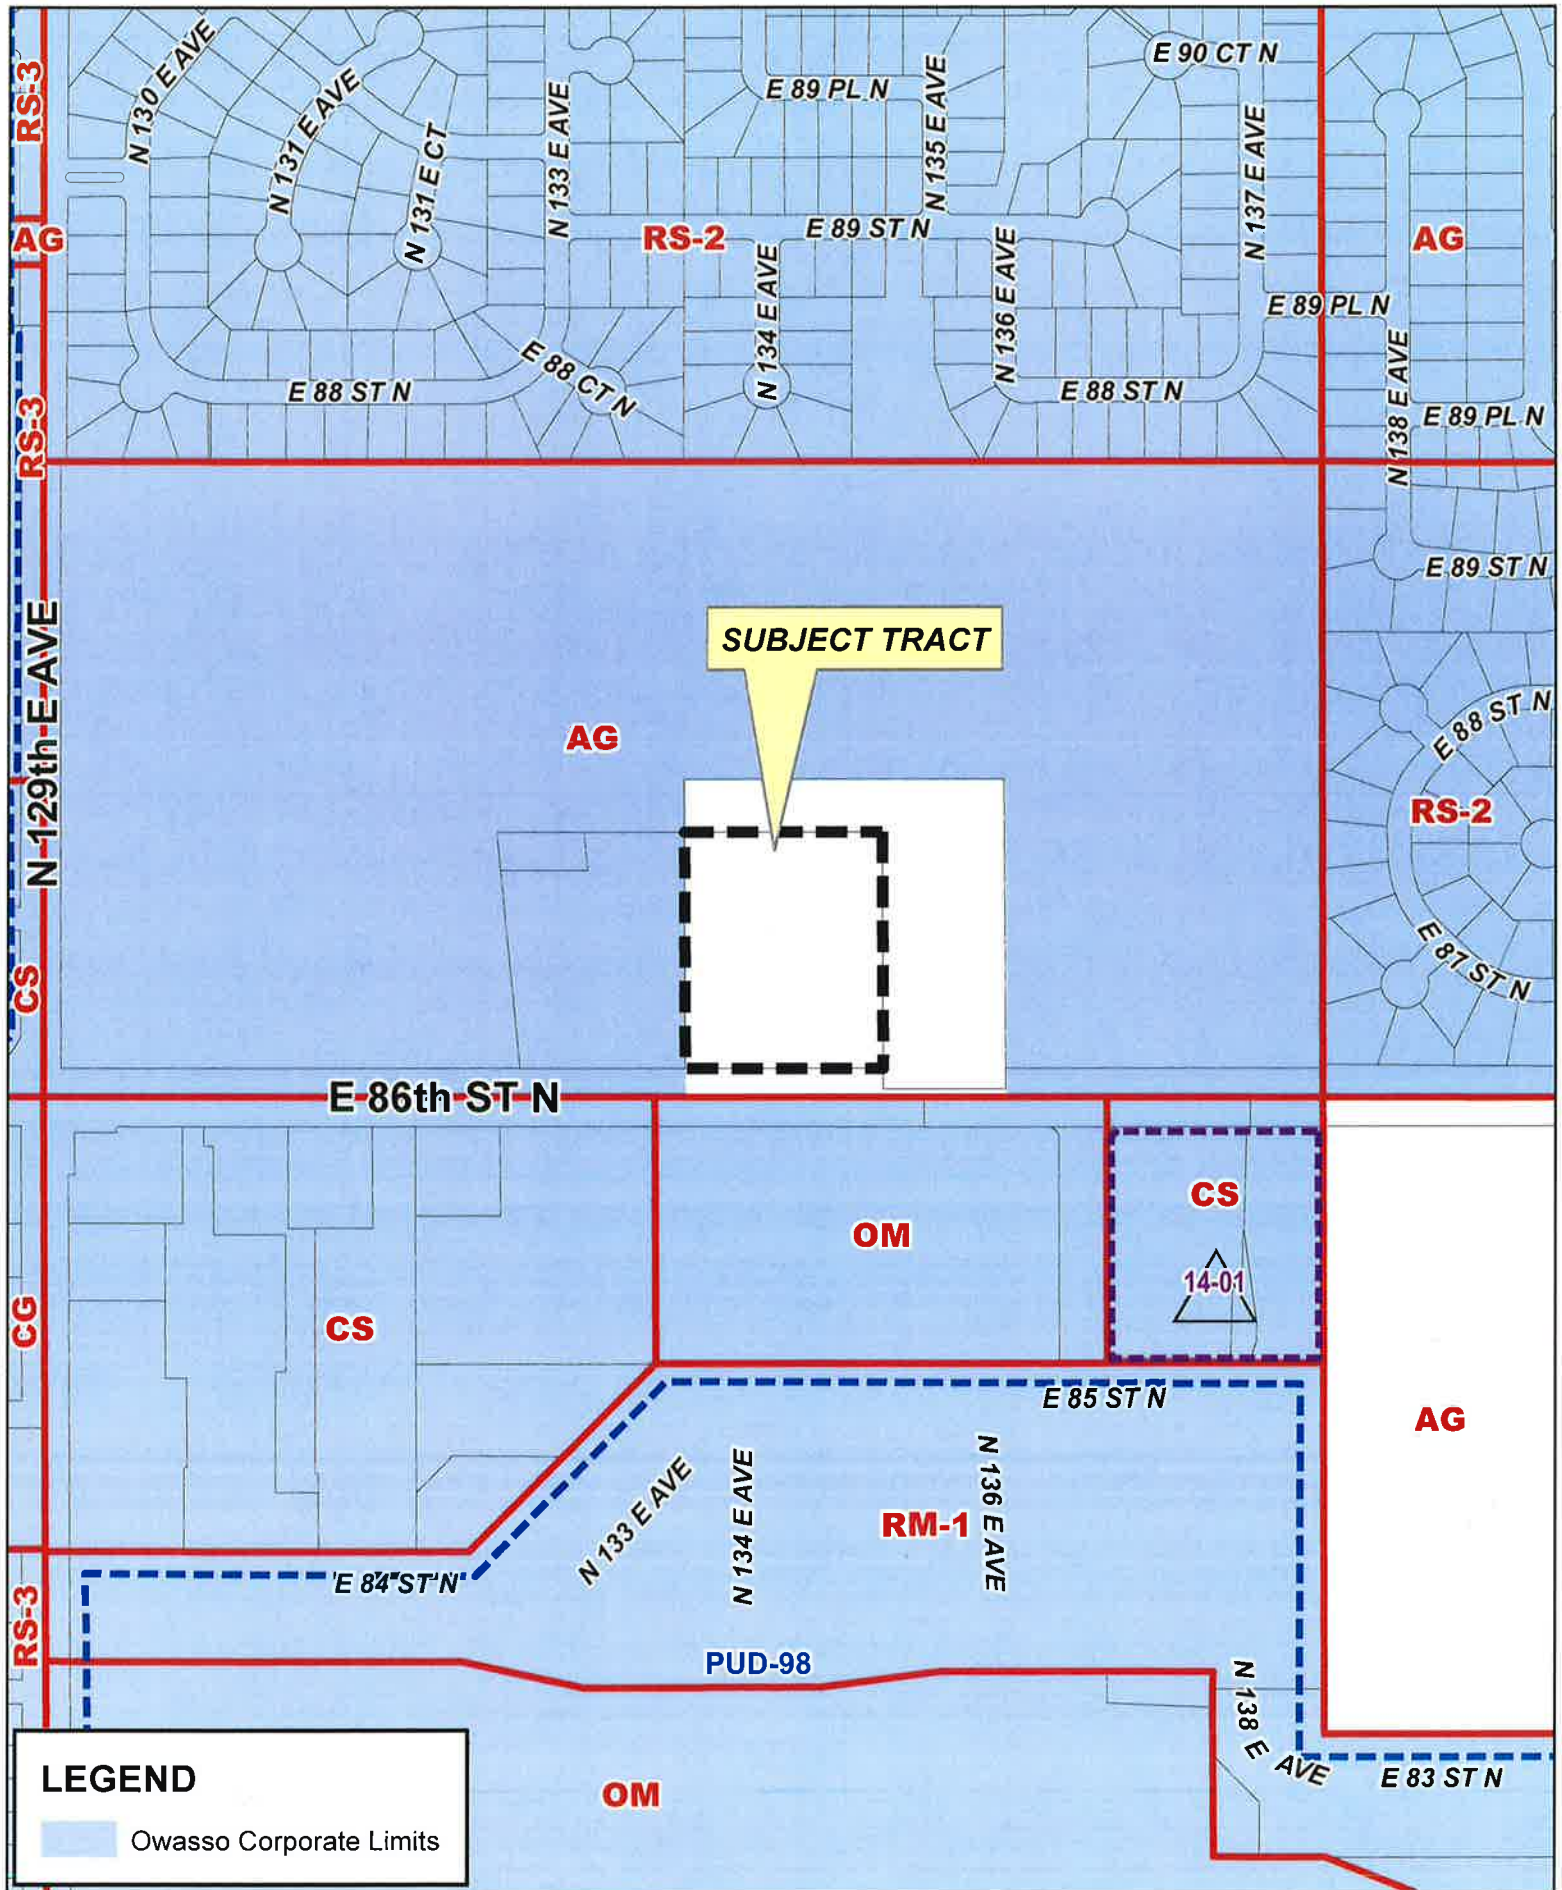 RS-3
N 130 E AVE
N 131 E AVE
N 131 E CT
N 133 E AVE
E 89 PL N
N 135 E AVE
E 90 CT N
N 137 E AVE
AG
RS-2
E 89 ST N
AG
N 134 E AVE
N 136 E AVE
E 89 PL N
N 138 E AVE
RS-3
E 88 ST N
E 88 CT N
E 88 ST N
E 89 PL N
E 89 ST N
N 129th E AVE
SUBJECT TRACT
AG
E 88 ST N
RS-2
E 87 ST N
CS
E 86th ST N
CS
OM
14-01
CG
CS
E 85 ST N
AG
N 133 E AVE
N 134 E AVE
RM-1
N 136 E AVE
E 84 ST N
RS-3
PUD-98
N 138 E AVE
E 83 ST N
OM
LEGEND
Owasso Corporate Limits